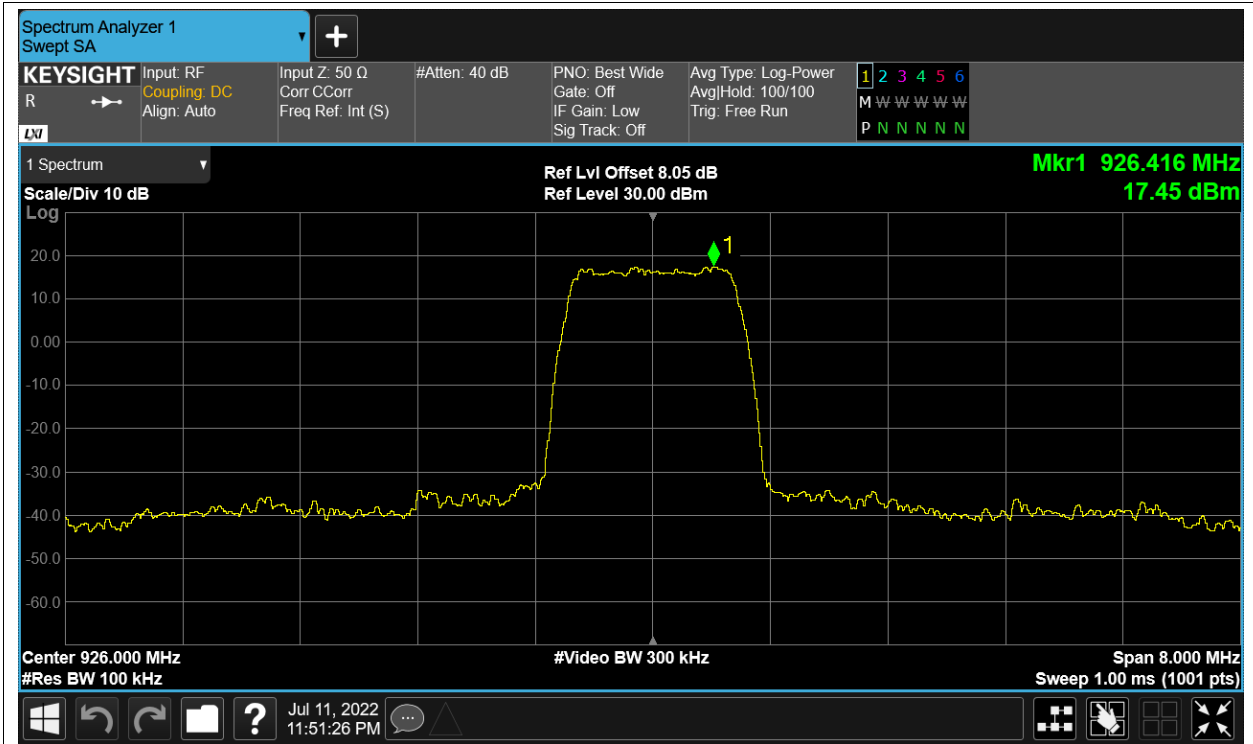 Spectrum Analyzer 1
Swept SA
+
KEYSIGHT Input: RF Input Z: 50 Ω #Atten: 40 dB PNO: Best Wide Avg Type: Log-Power 1 2 3 4 5 6
R Coupling: DC Corr CCorr Gate: Off Avg|Hold: 100/100 M W W W W W
Align: Auto Freq Ref: Int (S) IF Gain: Low Trig: Free Run
LXI Sig Track: Off P N N N N N
1 Spectrum Ref Lvl Offset 8.05 dB Mkr1 926.416 MHz
Scale/Div 10 dB Ref Level 30.00 dBm 17.45 dBm
Log
1
20.0
10.0
0.00
-10.0
-20.0
-30.0
-40.0
-50.0
-60.0
Center 926.000 MHz #Video BW 300 kHz Span 8.000 MHz
#Res BW 100 kHz Sweep 1.00 ms (1001 pts)
? Jul 11, 2022
11:51:26 PM